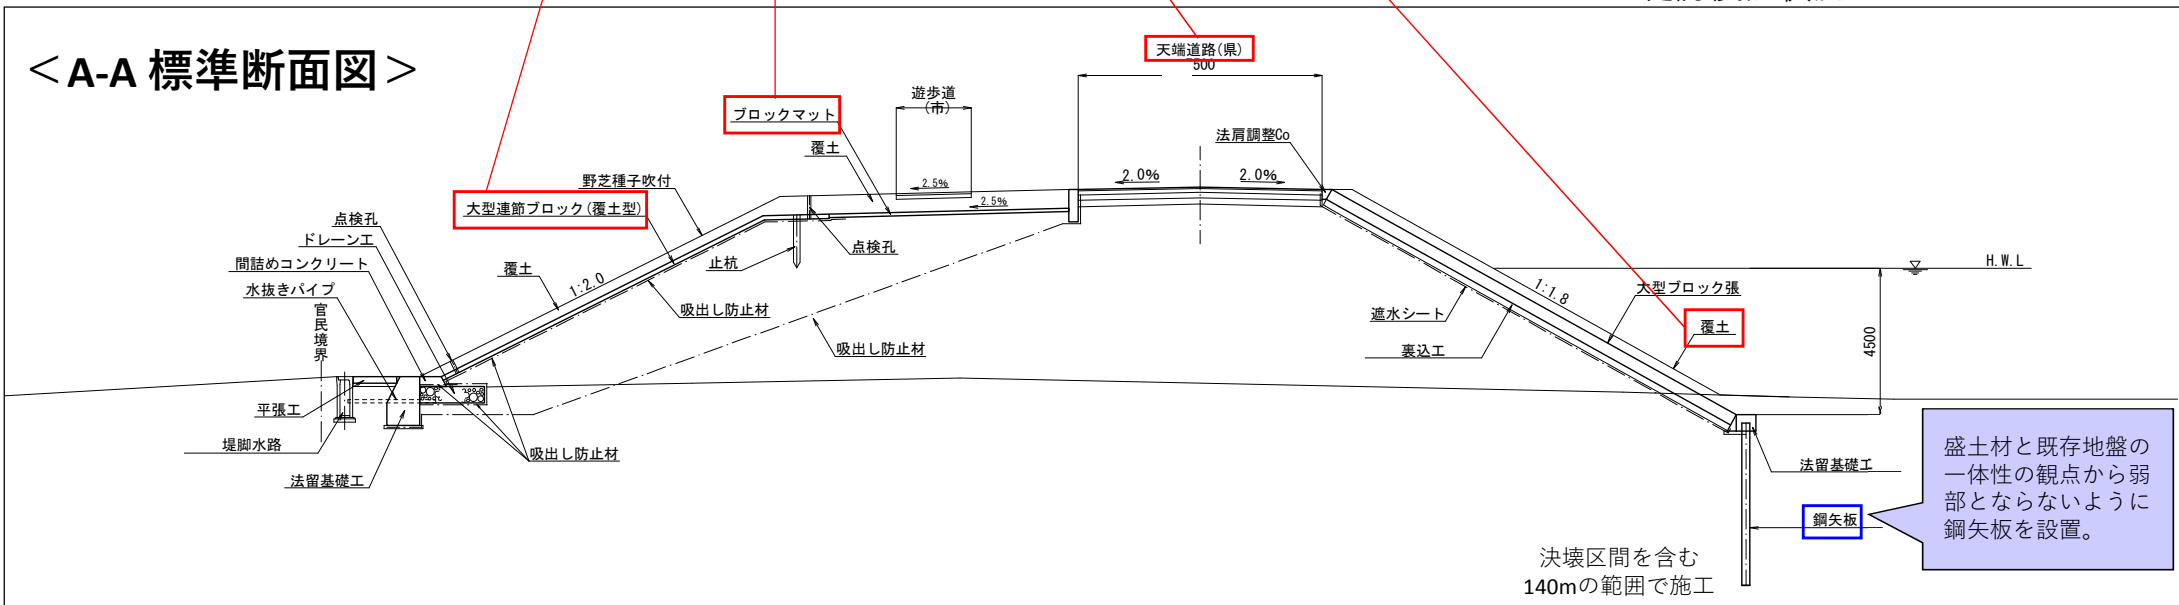 ＜A-A 標準断面図＞
天端道路(県)
500
遊歩道
(市)
ブロックマット
覆土
法肩調整Co
野芝種子吹付
2.5%
2.0%
2.0%
大型連節ブロック(覆土型)
2.5%
点検孔
ドレーン工
点検孔
間詰めコンクリート
止杭
覆土
1:2.0
水抜きパイプ
吸出し防止材
官民境界
吸出し防止材
H.W.L
1:1.8
大型ブロック張
遮水シート
覆土
裏込工
4500
平張工
堤脚水路
吸出し防止材
法留基礎工
法留基礎工
鋼矢板
盛土材と既存地盤の
一体性の観点から弱
部とならないように
鋼矢板を設置。
決壊区間を含む
140mの範囲で施工